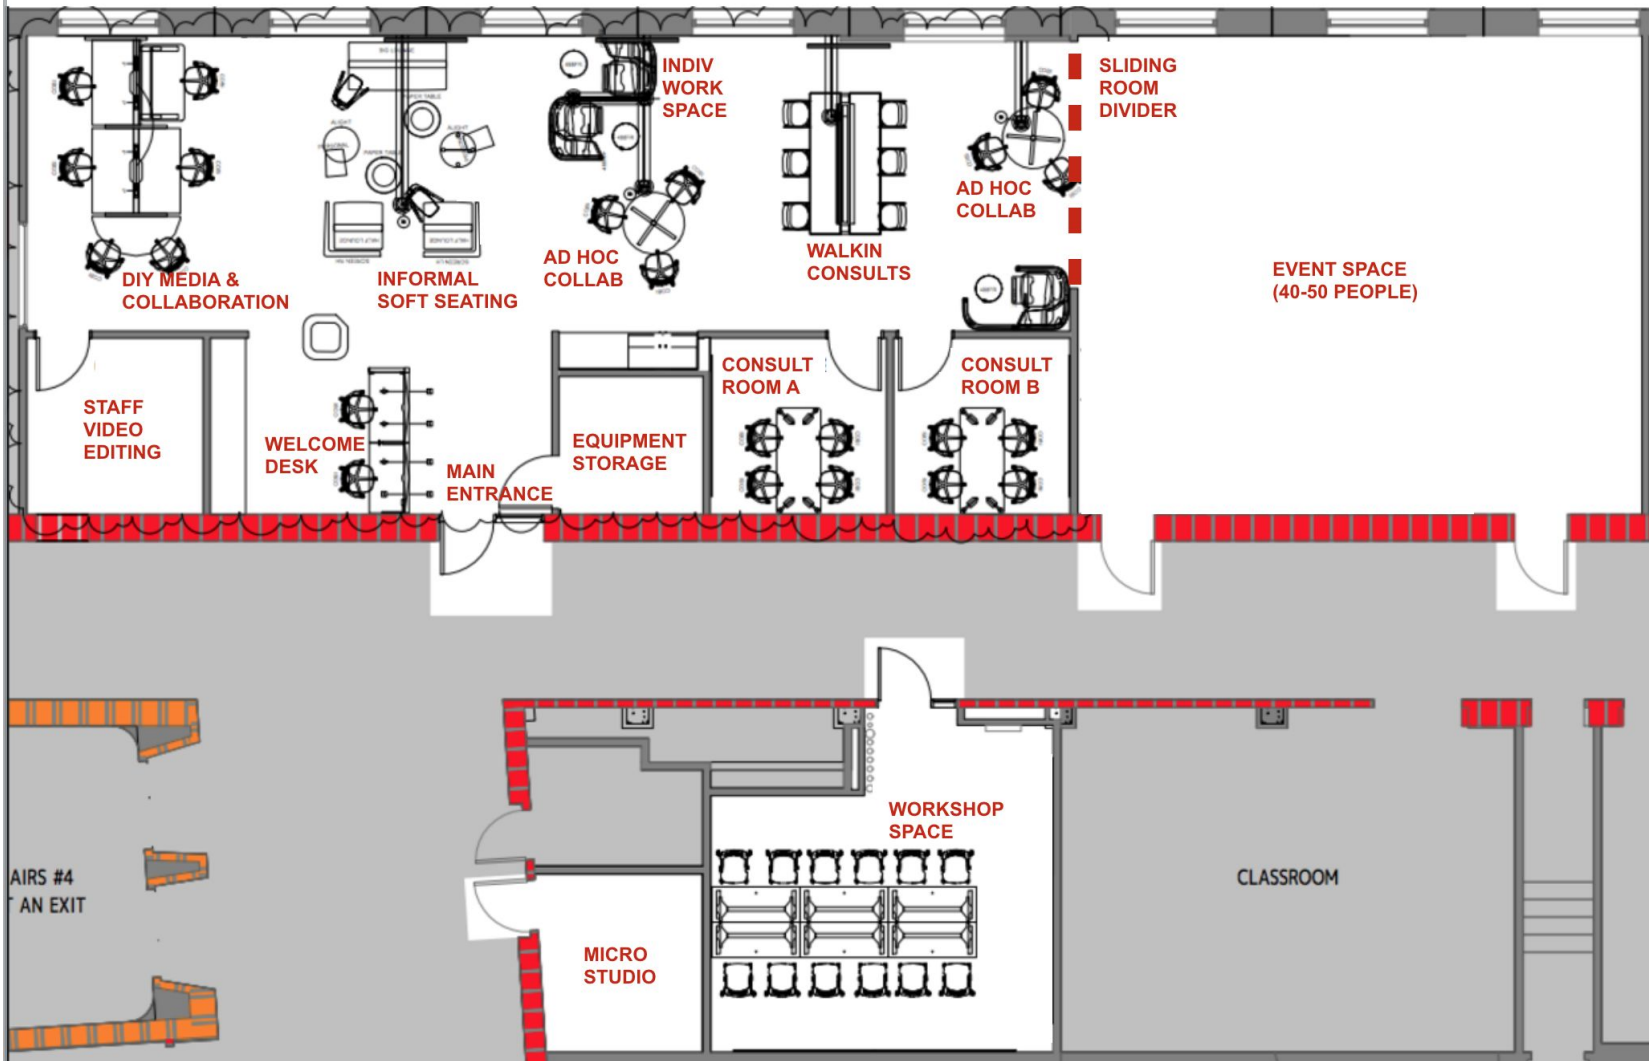 INDIV
WORK
SPACE
SLIDING
ROOM
DIVIDER
AD HOC
COLLAB
DIY MEDIA &
COLLABORATION
INFORMAL
SOFT SEATING
AD HOC
COLLAB
WALKIN
CONSULTS
EVENT SPACE
(40-50 PEOPLE)
STAFF
VIDEO
EDITING
WELCOME
DESK
MAIN
ENTRANCE
EQUIPMENT
STORAGE
CONSULT
ROOM A
CONSULT
ROOM B
WORKSHOP
SPACE
MICRO
STUDIO
CLASSROOM
AIRS #4
T AN EXIT